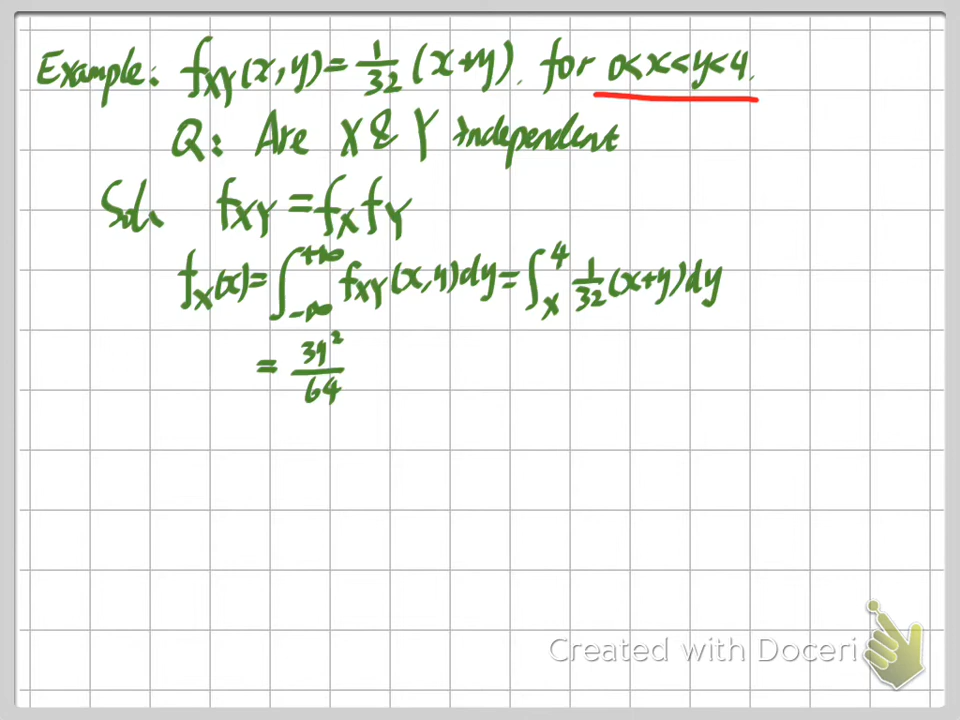 Example: fXY(x,y)=1/32 (x+y). for 0<x<y<4.
Q: Are X & Y independent
Sol. fXY = fX fY
fX(x)= ∫_{-∞}^{+∞} fXY(x,y)dy = ∫_x^4 1/32 (x+y)dy
= 3y²/64
Created with Doceri